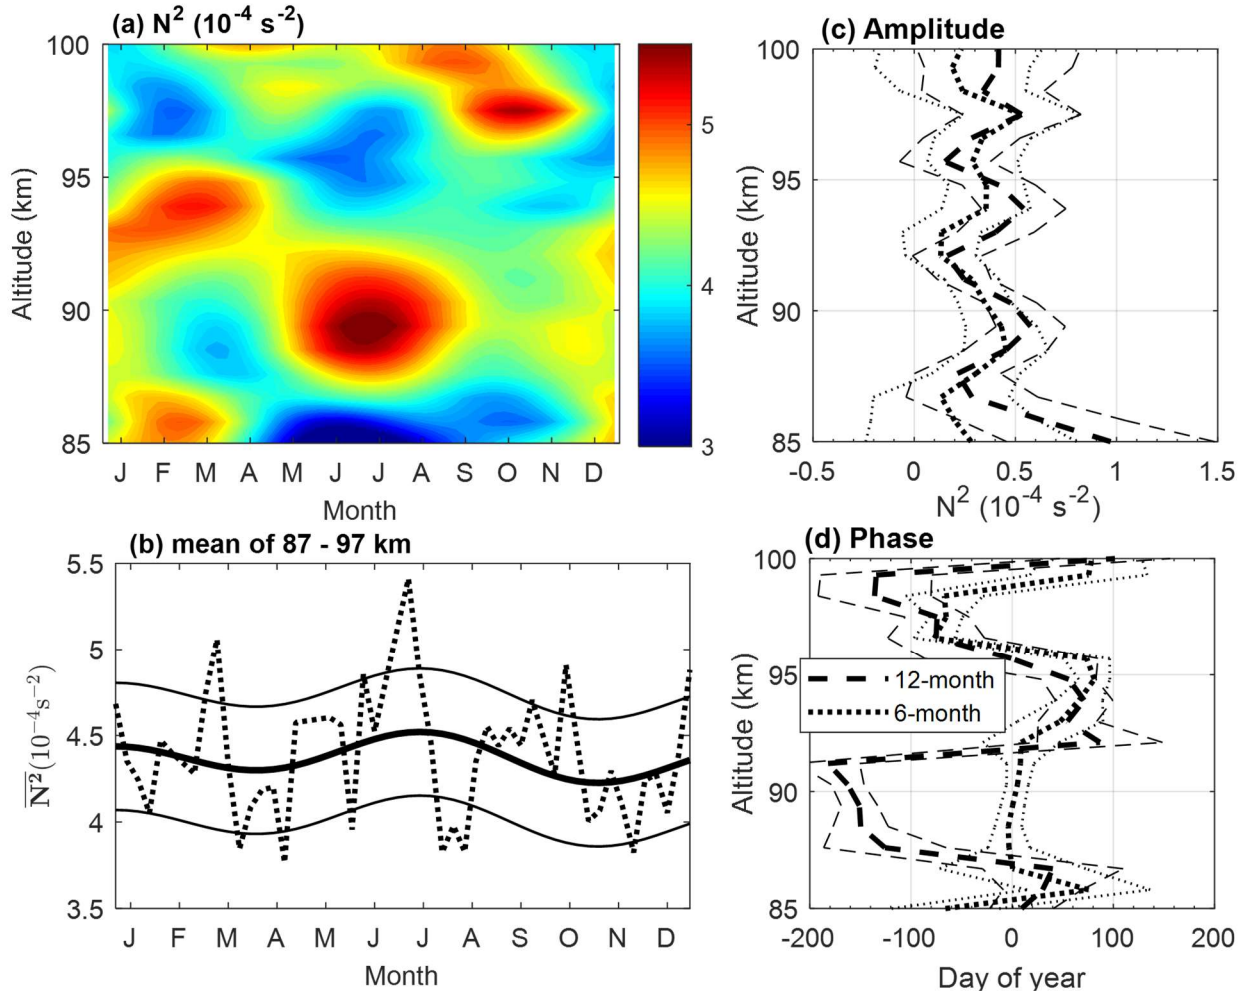 (a) N² (10⁻⁴ s⁻²)
100
95
90
85
Altitude (km)
J F M A M J J A S O N D
Month
5
4
3
(c) Amplitude
100
95
90
85
Altitude (km)
-0.5 0 0.5 1 1.5
N² (10⁻⁴ s⁻²)
(b) mean of 87 - 97 km
5.5
5
4.5
4
3.5
N̅²(10⁻⁴s⁻²)
J F M A M J J A S O N D
Month
(d) Phase
100
95
90
85
Altitude (km)
12-month
6-month
-200 -100 0 100 200
Day of year